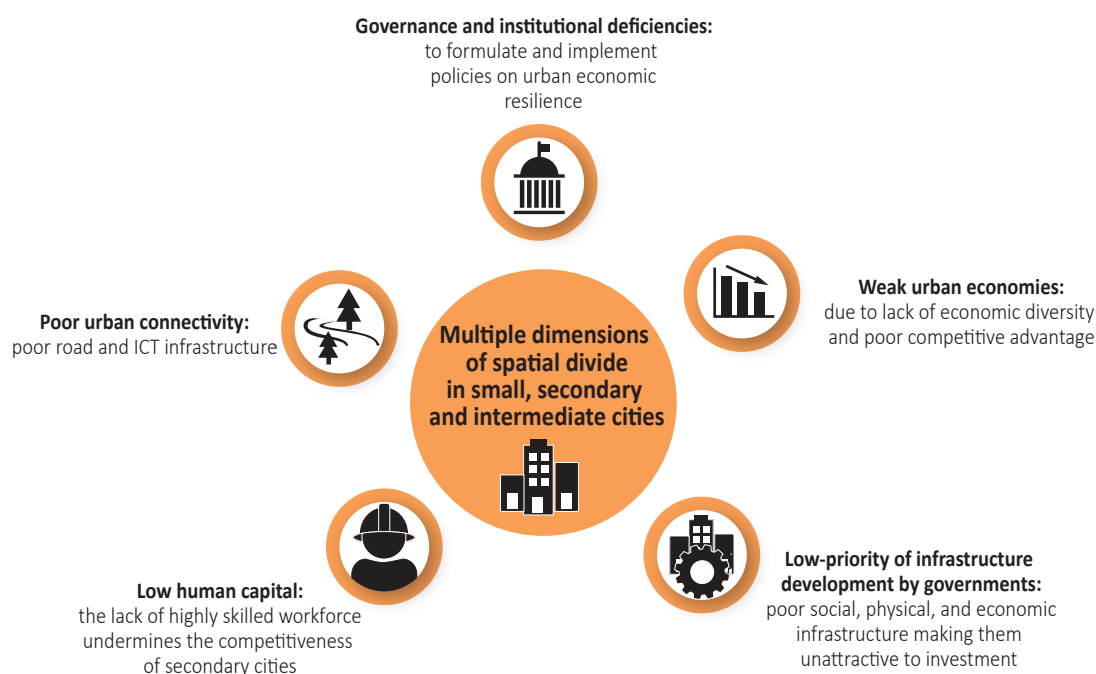 Governance and institutional deficiencies:
to formulate and implement
policies on urban economic
resilience
Weak urban economies:
due to lack of economic diversity
and poor competitive advantage
Poor urban connectivity:
poor road and ICT infrastructure
Multiple dimensions
of spatial divide
in small, secondary
and intermediate cities
Low-priority of infrastructure
development by governments:
poor social, physical, and economic
infrastructure making them
unattractive to investment
Low human capital:
the lack of highly skilled workforce
undermines the competitiveness
of secondary cities